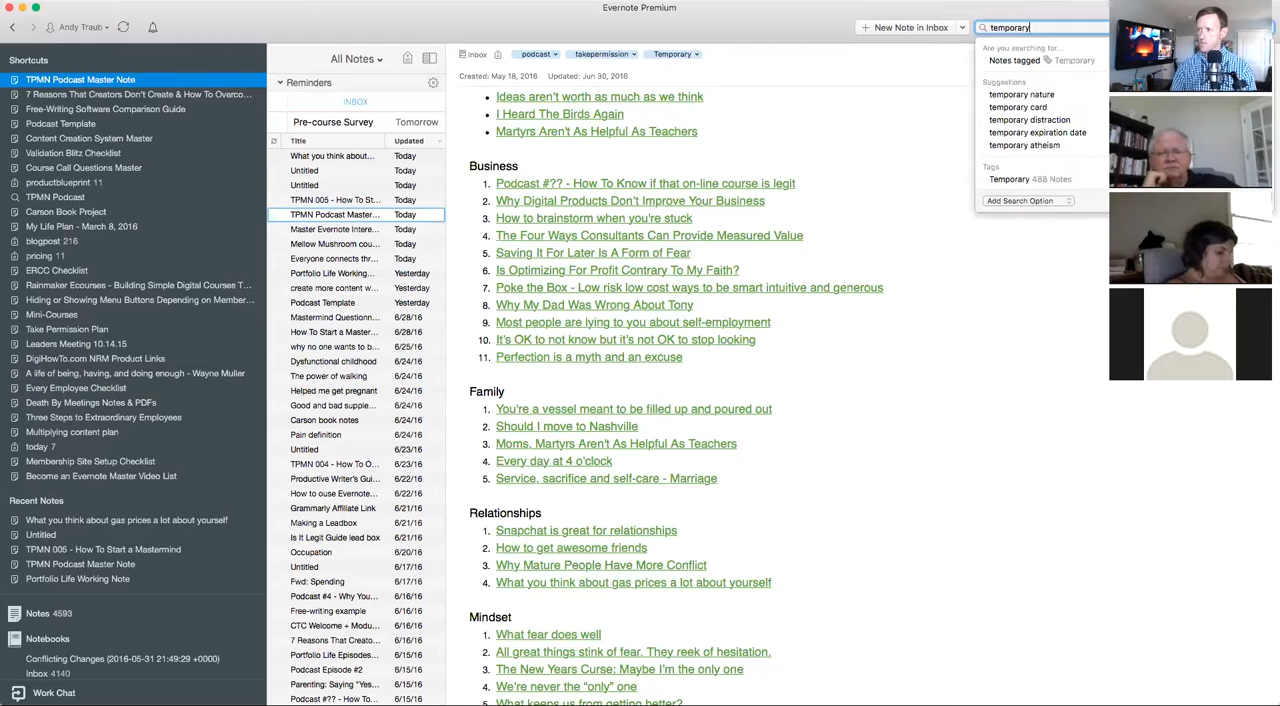 Evernote Premium
Andy Traub
New Note in Inbox
temporary
Shortcuts
TPMN Podcast Master Note
7 Reasons That Creators Don't Create & How To Overco...
Free-Writing Software Comparison Guide
Podcast Template
Content Creation System Master
Validation Blitz Checklist
Course Call Questions Master
productblueprint 11
TPMN Podcast
Carson Book Project
My Life Plan - March 8, 2016
blogpost 216
pricing 11
ERCC Checklist
Rainmaker Ecourses - Building Simple Digital Courses T...
Hiding or Showing Menu Buttons Depending on Member...
Mini-Courses
Take Permission Plan
Leaders Meeting 10.14.15
DigiHowTo.com NRM Product Links
A life of being, having, and doing enough - Wayne Muller
Every Employee Checklist
Death By Meetings Notes & PDFs
Three Steps to Extraordinary Employees
Multiplying content plan
today 7
Membership Site Setup Checklist
Become an Evernote Master Video List
Recent Notes
What you think about gas prices a lot about yourself
Untitled
TPMN 005 - How To Start a Mastermind
TPMN Podcast Master Note
Portfolio Life Working Note
Notes 4593
Notebooks
Conflicting Changes (2016-05-31 21:49:29 +0000)
Inbox 4140
Work Chat
All Notes
Reminders
INBOX
Pre-course Survey Tomorrow
Title Updated
What you think about... Today
Untitled Today
Untitled Today
TPMN 005 - How To St... Today
TPMN Podcast Master... Today
Master Evernote Intere... Today
Mellow Mushroom cou... Today
Everyone connects thr... Today
Portfolio Life Working... Yesterday
create more content w... Yesterday
Podcast Template Yesterday
Mastermind Questionn... 6/28/16
How To Start a Master... 6/28/16
why no one wants to b... 6/25/16
Dysfunctional childhood 6/24/16
The power of walking 6/24/16
Helped me get pregnant 6/24/16
Good and bad supple... 6/24/16
Carson book notes 6/24/16
Pain definition 6/24/16
Untitled 6/23/16
TPMN 004 - How To O... 6/23/16
Productive Writer's Gui... 6/22/16
How to ouse Evernote... 6/22/16
Grammarly Affiliate Link 6/21/16
Making a Leadbox 6/21/16
Is It Legit Guide lead box 6/21/16
Occupation 6/20/16
Untitled 6/17/16
Fwd: Spending 6/16/16
Podcast #4 - Why You... 6/16/16
Free-writing example 6/16/16
CTC Welcome + Modu... 6/16/16
7 Reasons That Creato... 6/16/16
Portfolio Life Episodes... 6/16/16
Podcast Episode #2 6/15/16
Parenting: Saying "Yes... 6/15/16
Podcast #?? - How To... 6/15/16
Inbox podcast takepermission Temporary
Created: May 18, 2016 Updated: Jun 30, 2016
Ideas aren't worth as much as we think
I Heard The Birds Again
Martyrs Aren't As Helpful As Teachers
Business
1. Podcast #?? - How To Know if that on-line course is legit
2. Why Digital Products Don't Improve Your Business
3. How to brainstorm when you're stuck
4. The Four Ways Consultants Can Provide Measured Value
5. Saving It For Later Is A Form of Fear
6. Is Optimizing For Profit Contrary To My Faith?
7. Poke the Box - Low risk low cost ways to be smart intuitive and generous
8. Why My Dad Was Wrong About Tony
9. Most people are lying to you about self-employment
10. It's OK to not know but it's not OK to stop looking
11. Perfection is a myth and an excuse
Family
1. You're a vessel meant to be filled up and poured out
2. Should I move to Nashville
3. Moms, Martyrs Aren't As Helpful As Teachers
4. Every day at 4 o'clock
5. Service, sacrifice and self-care - Marriage
Relationships
1. Snapchat is great for relationships
2. How to get awesome friends
3. Why Mature People Have More Conflict
4. What you think about gas prices a lot about yourself
Mindset
1. What fear does well
2. All great things stink of fear. They reek of hesitation.
3. The New Years Curse: Maybe I'm the only one
4. We're never the "only" one
5. What keeps us from getting better?
Are you searching for...
Notes tagged Temporary
Suggestions
temporary nature
temporary card
temporary distraction
temporary expiration date
temporary atheism
Tags
Temporary 488 Notes
Add Search Option